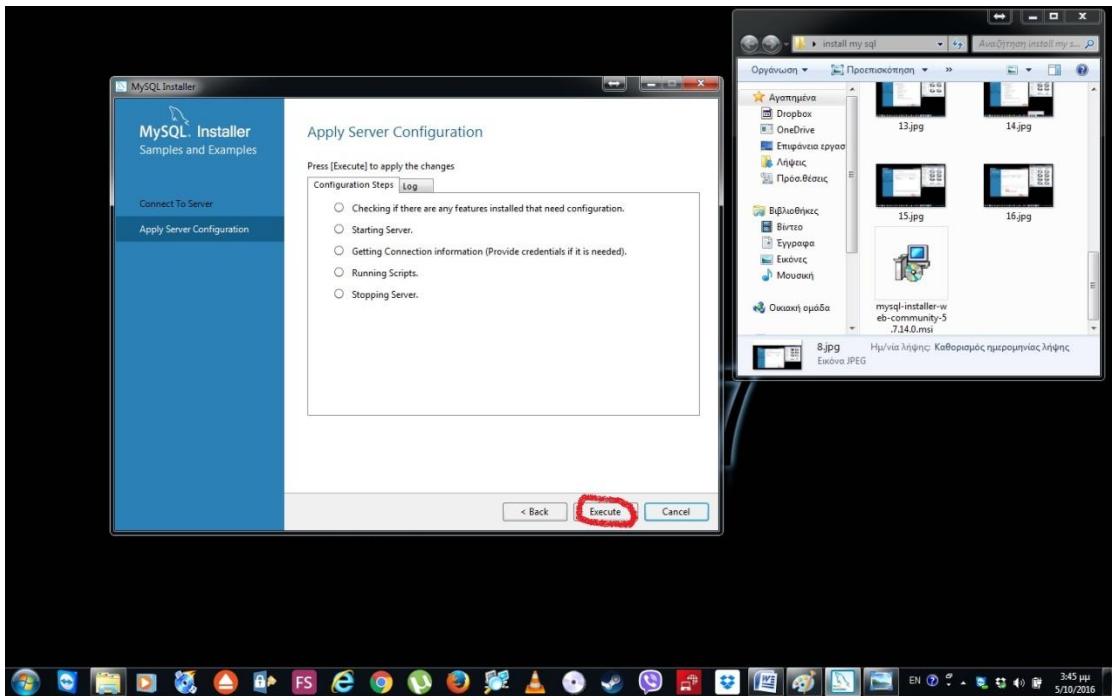 MySQL Installer
MySQL. Installer
Samples and Examples
Connect To Server
Apply Server Configuration
Apply Server Configuration
Press [Execute] to apply the changes
Configuration Steps
Log
Checking if there are any features installed that need configuration.
Starting Server.
Getting Connection information (Provide credentials if it is needed).
Running Scripts.
Stopping Server.
< Back
Execute
Cancel
install my sql
Αναζήτηση install my s...
Οργάνωση
Προεπισκόπηση
»
Αγαπημένα
Dropbox
OneDrive
Επιφάνεια εργασ
Λήψεις
Πρόσ.θέσεις
Βιβλιοθήκες
Βίντεο
Έγγραφα
Εικόνες
Μουσική
Οικιακή ομάδα
13.jpg
14.jpg
15.jpg
16.jpg
mysql-installer-w
eb-community-5
.7.14.0.msi
8.jpg
Ημ/νία λήψης: Καθορισμός ημερομηνίας λήψης
Εικόνα JPEG
FS
EN
3:45 μμ
5/10/2016